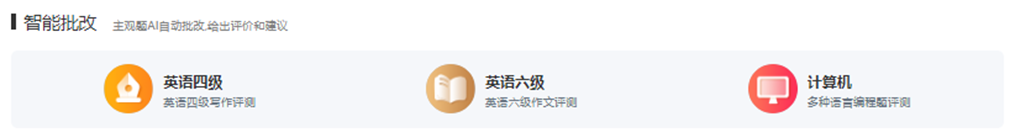 智能批改 主观题AI自动批改,给出评价和建议
英语四级 英语六级 计算机
英语四级写作评测 英语六级作文评测 多种语言编程题评测